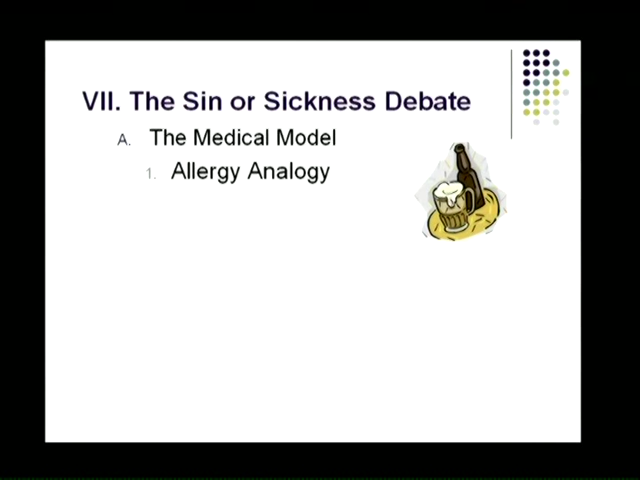 VII. The Sin or Sickness Debate
A. The Medical Model
1. Allergy Analogy